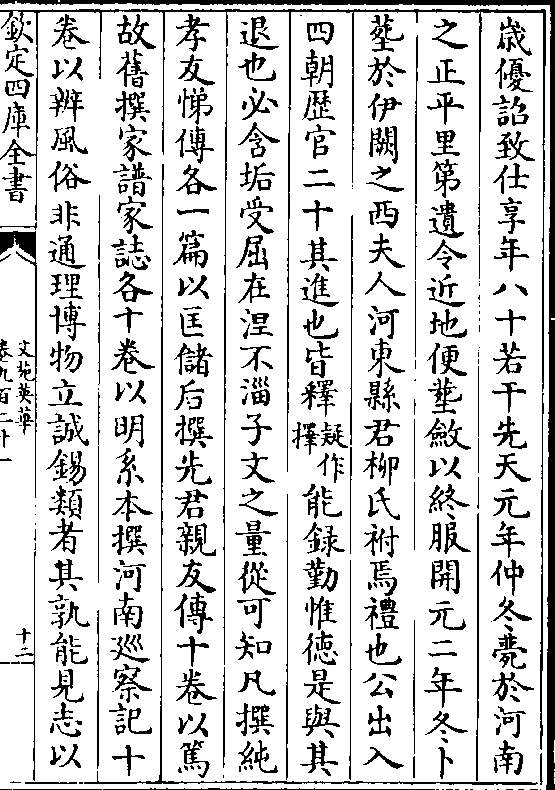 歳優詔致仕享年八十若干先天元年仲冬薨於河南
之正平里第遺令近地便塟斂以終服開元二年冬卜
塟於伊闕之西夫人河東縣君柳氏祔焉禮也公出入
四朝歴官二十其進也皆釋疑作擇能録勤惟徳是與其
退也必含垢受屈在涅不淄子文之量從可知凡撰純
孝友悌傳各一篇以匡儲后撰先君親友傳十卷以篤
故舊撰家譜家誌各十卷以明系本撰河南廵察記十
卷以辨風俗非通理博物立誠錫類者其孰能見志以
欽定四庫全書
文苑英華
卷九百二十一
十二